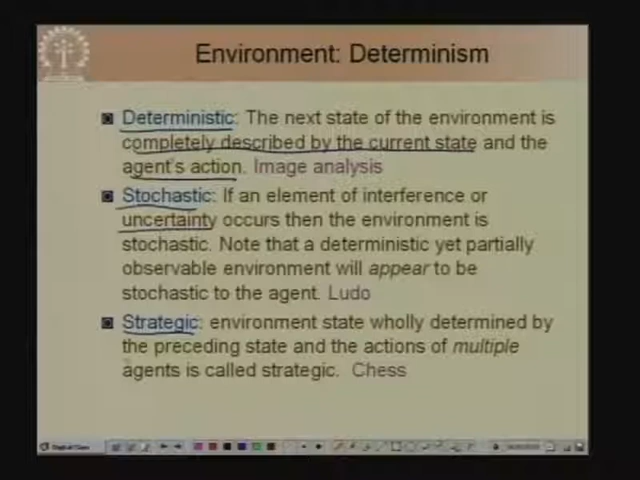 Environment: Determinism
Deterministic: The next state of the environment is
completely described by the current state and the
agent's action. Image analysis
Stochastic: If an element of interference or
uncertainty occurs then the environment is
stochastic. Note that a deterministic yet partially
observable environment will appear to be
stochastic to the agent. Ludo
Strategic: environment state wholly determined by
the preceding state and the actions of multiple
agents is called strategic. Chess